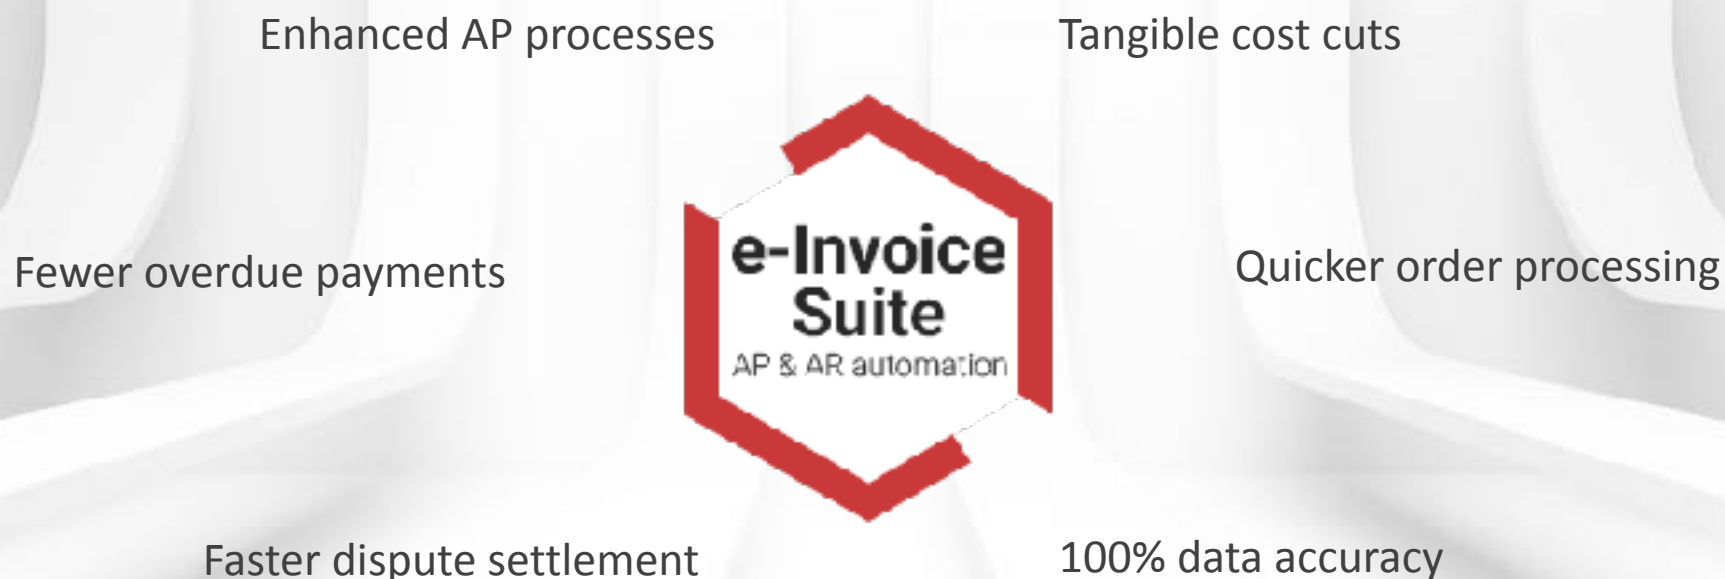 Enhanced AP processes
Tangible cost cuts
Fewer overdue payments
e-Invoice
Suite
AP & AR automation
Quicker order processing
Faster dispute settlement
100% data accuracy